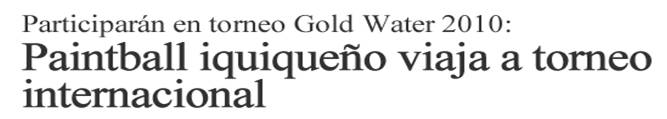 Participarán en torneo Gold Water 2010:
Paintball iquiqueño viaja a torneo
internacional